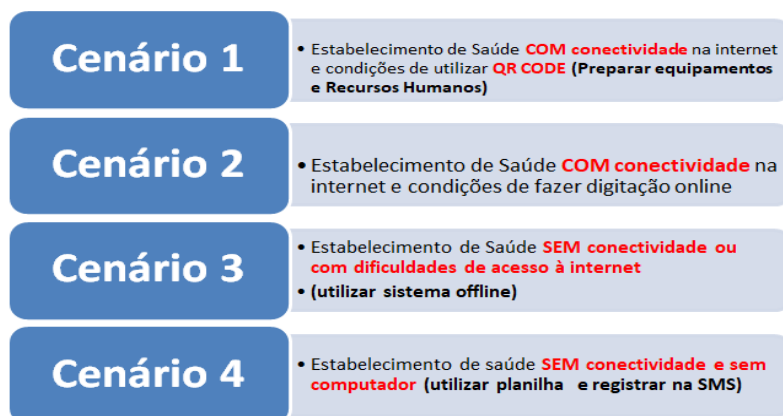 Cenário 1
• Estabelecimento de Saúde COM conectividade na internet
e condições de utilizar QR CODE (Preparar equipamentos
e Recursos Humanos)
Cenário 2
• Estabelecimento de Saúde COM conectividade na
internet e condições de fazer digitação online
Cenário 3
• Estabelecimento de Saúde SEM conectividade ou
com dificuldades de acesso à internet
• (utilizar sistema offline)
Cenário 4
• Estabelecimento de saúde SEM conectividade e sem
computador (utilizar planilha e registrar na SMS)